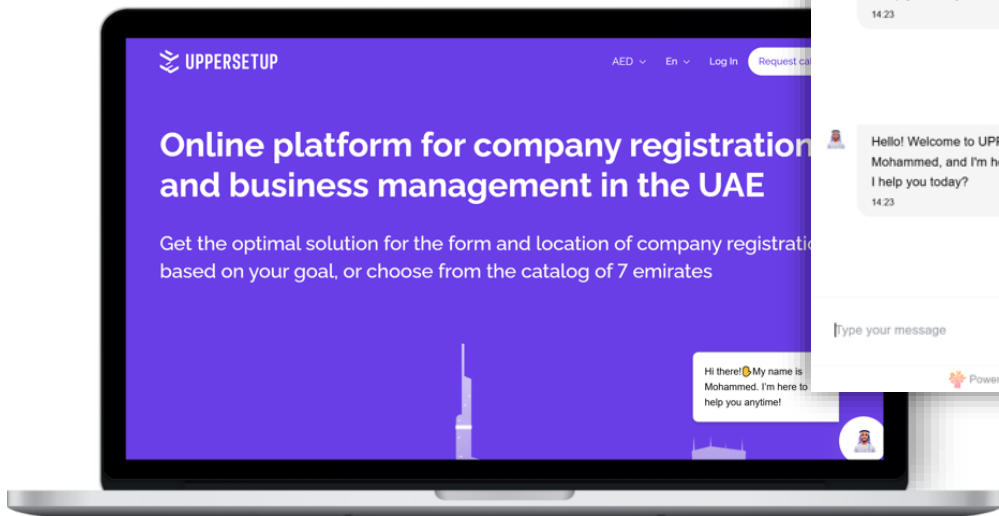 UPPERSETUP
AED
En
Log In
Request
Online platform for company registration
and business management in the UAE
Get the optimal solution for the form and location of company
based on your goal, or choose from the catalog of 7 emirates
Hi there!✋My name is
Mohammed. I'm here to
help you anytime!
14:23
Hello! Welcome to
Mohammed, and I'm
I help you today?
14:23
Type your message